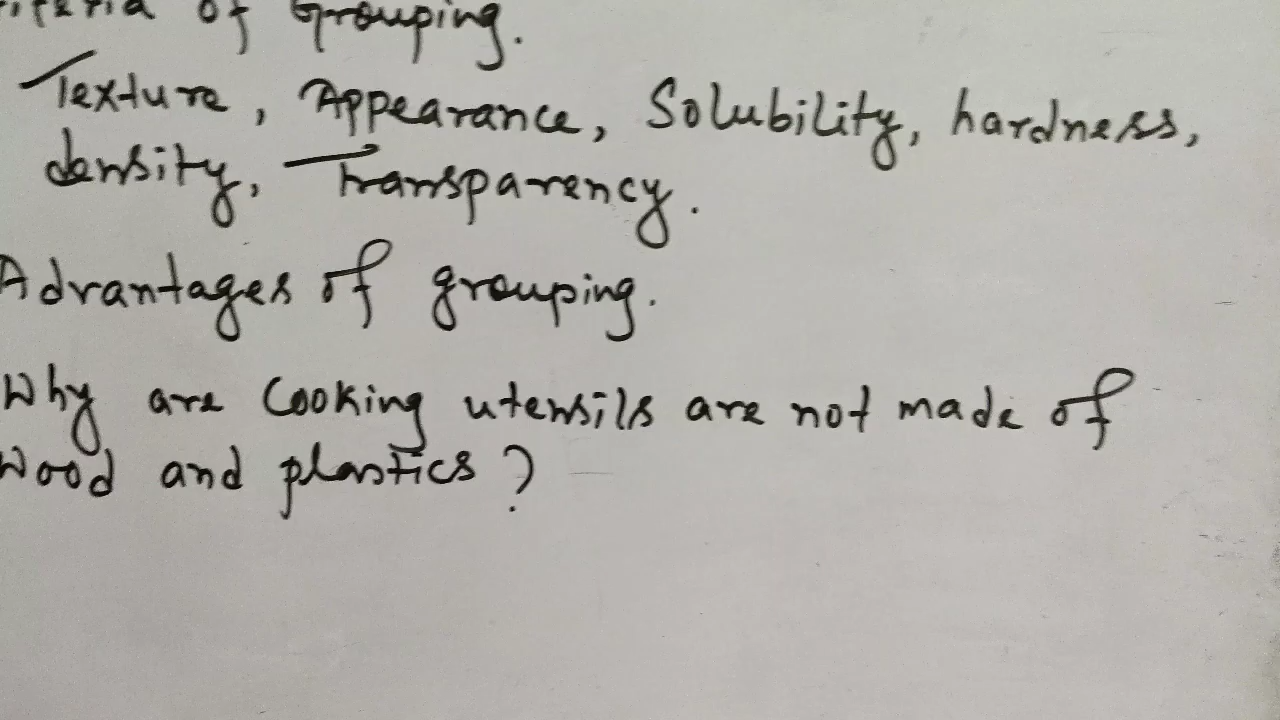 of Grouping.
Texture, Appearance, Solubility, hardness,
density, Transparency.
Advantages of grouping.
Why are Cooking utensils are not made of
Wood and plastics?